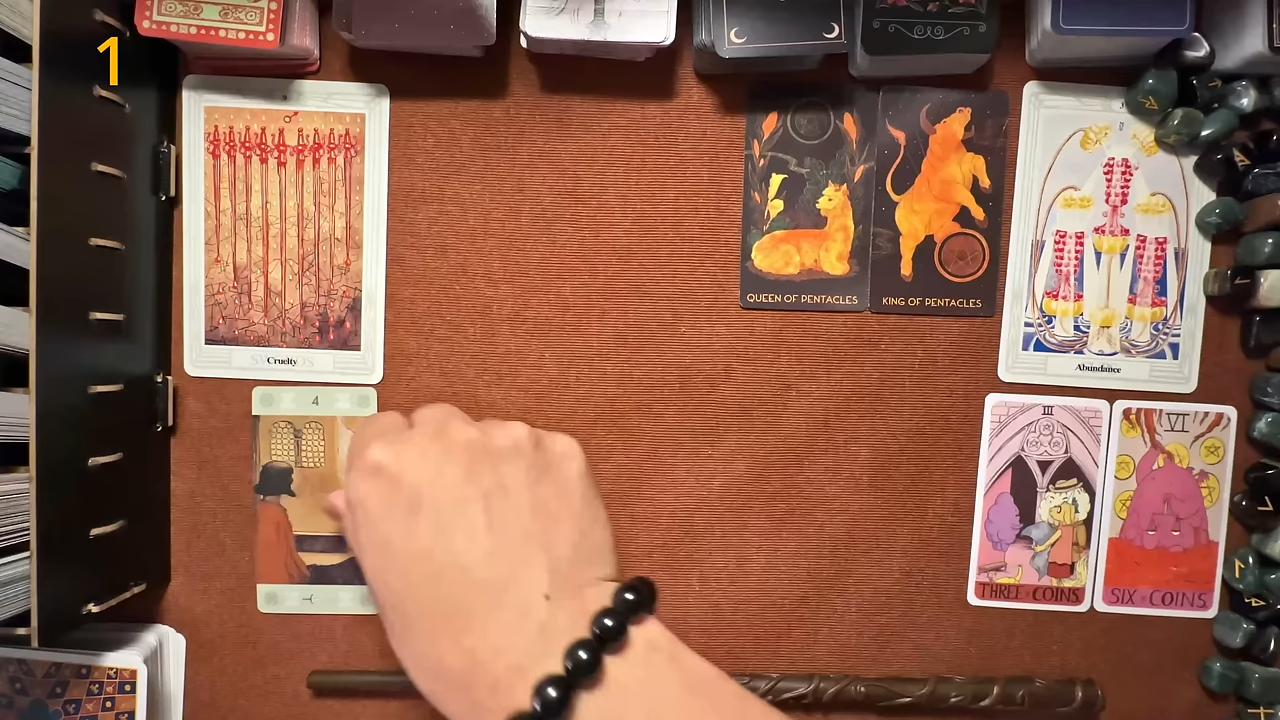 1
Cruelty
4
QUEEN OF PENTACLES
KING OF PENTACLES
Abundance
III
THREE COINS
VI
SIX COINS